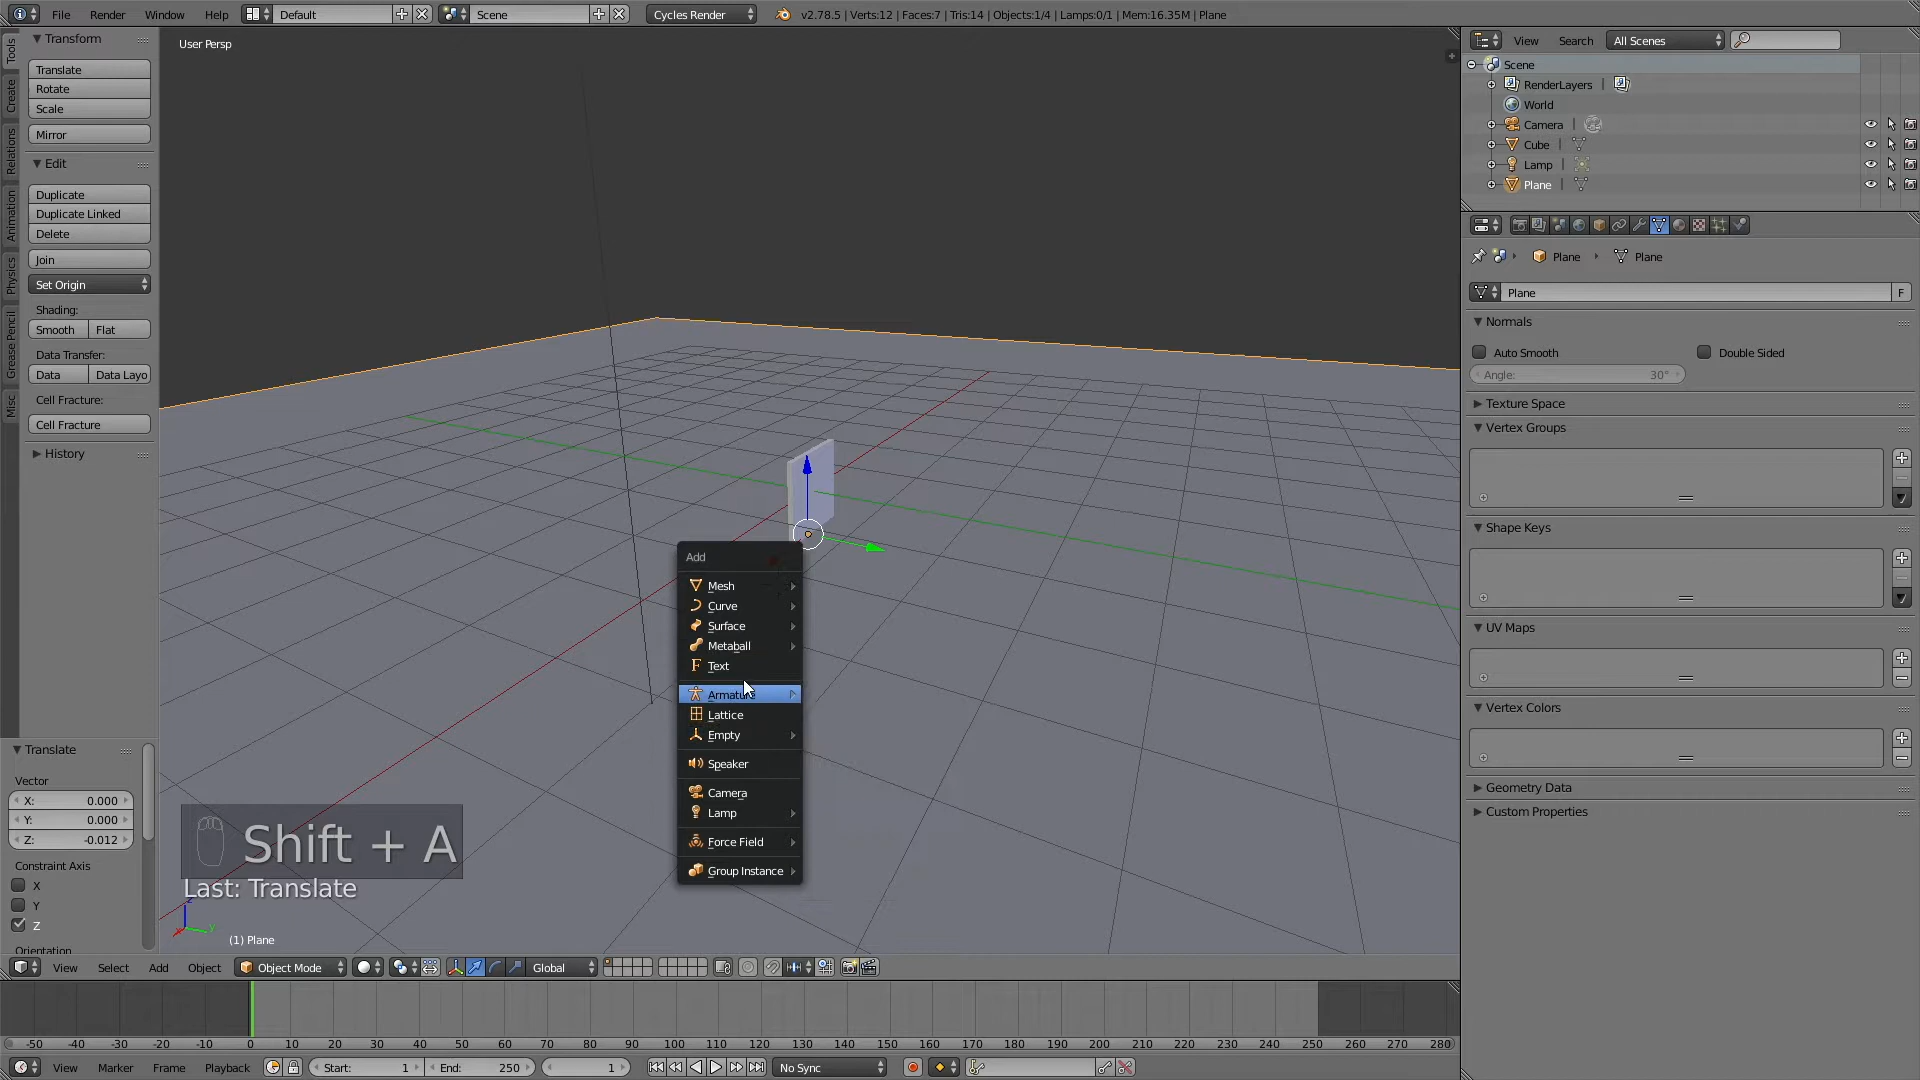 File Render Window Help Default Scene Cycles Render v2.78.5 | Verts:12 | Faces:7 | Tris:14 | Objects:1/4 | Lamps:0/1 | Mem:16.35M | Plane
Tools
Create
Relations
Animation
Physics
Grease Pencil
Misc
Transform
Translate
Rotate
Scale
Mirror
Edit
Duplicate
Duplicate Linked
Delete
Join
Set Origin
Shading:
Smooth Flat
Data Transfer:
Data Data Layo
Cell Fracture:
Cell Fracture
History
Translate
Vector
X: 0.000
Y: 0.000
Z: -0.012
Constraint Axis
X
Y
Z
Orientation
User Persp
Add
Mesh
Curve
Surface
Metaball
F Text
Armature
Lattice
Empty
Speaker
Camera
Lamp
Force Field
Group Instance
Shift + A
Last: Translate
(1) Plane
View Select Add Object Object Mode Global
-50 -40 -30 -20 -10 0 10 20 30 40 50 60 70 80 90 100 110 120 130 140 150 160 170 180 190 200 210 220 230 240 250 260 270 280
View Marker Frame Playback Start: 1 End: 250 1 No Sync
View Search All Scenes
Scene
RenderLayers |
World
Camera |
Cube |
Lamp |
Plane |
Plane Plane
Plane F
Normals
Auto Smooth Double Sided
Angle: 30°
Texture Space
Vertex Groups
Shape Keys
UV Maps
Vertex Colors
Geometry Data
Custom Properties